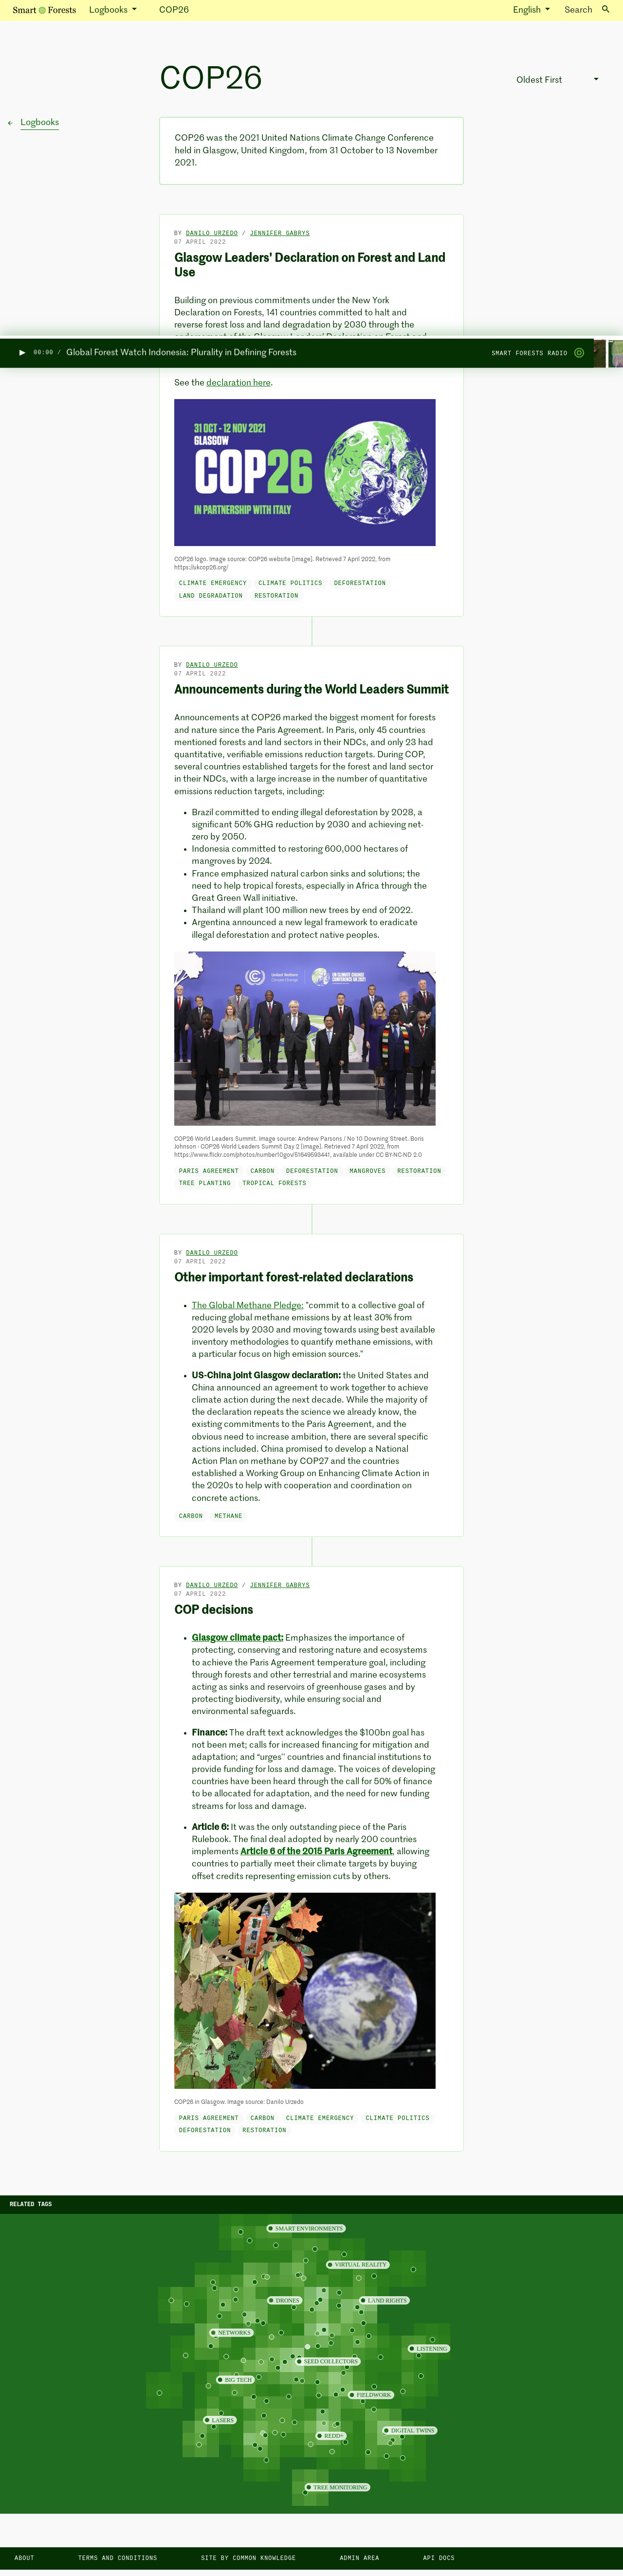 Smart Forests Logbooks COP26 English Search
COP26
Oldest First
← Logbooks
COP26 was the 2021 United Nations Climate Change Conference
held in Glasgow, United Kingdom, from 31 October to 13 November
2021.
BY DANILO URZEDO / JENNIFER GABRYS
07 APRIL 2022
Glasgow Leaders' Declaration on Forest and Land
Use
Building on previous commitments under the New York
Declaration on Forests, 141 countries committed to halt and
reverse forest loss and land degradation by 2030 through the
00:00 / Global Forest Watch Indonesia: Plurality in Defining Forests
SMART FORESTS RADIO
See the declaration here.
31 OCT - 12 NOV 2021
GLASGOW
COP26
IN PARTNERSHIP WITH ITALY
COP26 logo. Image source: COP26 website [image]. Retrieved 7 April 2022, from
https://ukcop26.org/
CLIMATE EMERGENCY CLIMATE POLITICS DEFORESTATION
LAND DEGRADATION RESTORATION
BY DANILO URZEDO
07 APRIL 2022
Announcements during the World Leaders Summit
Announcements at COP26 marked the biggest moment for forests
and nature since the Paris Agreement. In Paris, only 45 countries
mentioned forests and land sectors in their NDCs, and only 23 had
quantitative, verifiable emissions reduction targets. During COP,
several countries established targets for the forest and land sector
in their NDCs, with a large increase in the number of quantitative
emissions reduction targets, including:
• Brazil committed to ending illegal deforestation by 2028, a
significant 50% GHG reduction by 2030 and achieving net-
zero by 2050.
• Indonesia committed to restoring 600,000 hectares of
mangroves by 2024.
• France emphasized natural carbon sinks and solutions; the
need to help tropical forests, especially in Africa through the
Great Green Wall initiative.
• Thailand will plant 100 million new trees by end of 2022.
• Argentina announced a new legal framework to eradicate
illegal deforestation and protect native peoples.
United Nations
Climate Change
UN CLIMATE CHANGE
CONFERENCE UK 2021
COP26 World Leaders Summit. Image source: Andrew Parsons / No 10 Downing Street. Boris
Johnson - COP26 World Leaders Summit Day 2 [image]. Retrieved 7 April 2022, from
https://www.flickr.com/photos/number10gov/51649593441, available under CC BY-NC-ND 2.0
PARIS AGREEMENT CARBON DEFORESTATION MANGROVES RESTORATION
TREE PLANTING TROPICAL FORESTS
BY DANILO URZEDO
07 APRIL 2022
Other important forest-related declarations
• The Global Methane Pledge: "commit to a collective goal of
reducing global methane emissions by at least 30% from
2020 levels by 2030 and moving towards using best available
inventory methodologies to quantify methane emissions, with
a particular focus on high emission sources."
• US-China joint Glasgow declaration: the United States and
China announced an agreement to work together to achieve
climate action during the next decade. While the majority of
the declaration repeats the science we already know, the
existing commitments to the Paris Agreement, and the
obvious need to increase ambition, there are several specific
actions included. China promised to develop a National
Action Plan on methane by COP27 and the countries
established a Working Group on Enhancing Climate Action in
the 2020s to help with cooperation and coordination on
concrete actions.
CARBON METHANE
BY DANILO URZEDO / JENNIFER GABRYS
07 APRIL 2022
COP decisions
• Glasgow climate pact: Emphasizes the importance of
protecting, conserving and restoring nature and ecosystems
to achieve the Paris Agreement temperature goal, including
through forests and other terrestrial and marine ecosystems
acting as sinks and reservoirs of greenhouse gases and by
protecting biodiversity, while ensuring social and
environmental safeguards.
• Finance: The draft text acknowledges the $100bn goal has
not been met; calls for increased financing for mitigation and
adaptation; and "urges" countries and financial institutions to
provide funding for loss and damage. The voices of developing
countries have been heard through the call for 50% of finance
to be allocated for adaptation, and the need for new funding
streams for loss and damage.
• Article 6: It was the only outstanding piece of the Paris
Rulebook. The final deal adopted by nearly 200 countries
implements Article 6 of the 2015 Paris Agreement, allowing
countries to partially meet their climate targets by buying
offset credits representing emission cuts by others.
COP26 in Glasgow. Image source: Danilo Urzedo
PARIS AGREEMENT CARBON CLIMATE EMERGENCY CLIMATE POLITICS
DEFORESTATION RESTORATION
RELATED TAGS
SMART ENVIRONMENTS
VIRTUAL REALITY
DRONES
LAND RIGHTS
NETWORKS
LISTENING
SEED COLLECTORS
BIG TECH
FIELDWORK
LASERS
DIGITAL TWINS
REDD+
TREE MONITORING
ABOUT TERMS AND CONDITIONS SITE BY COMMON KNOWLEDGE ADMIN AREA API DOCS